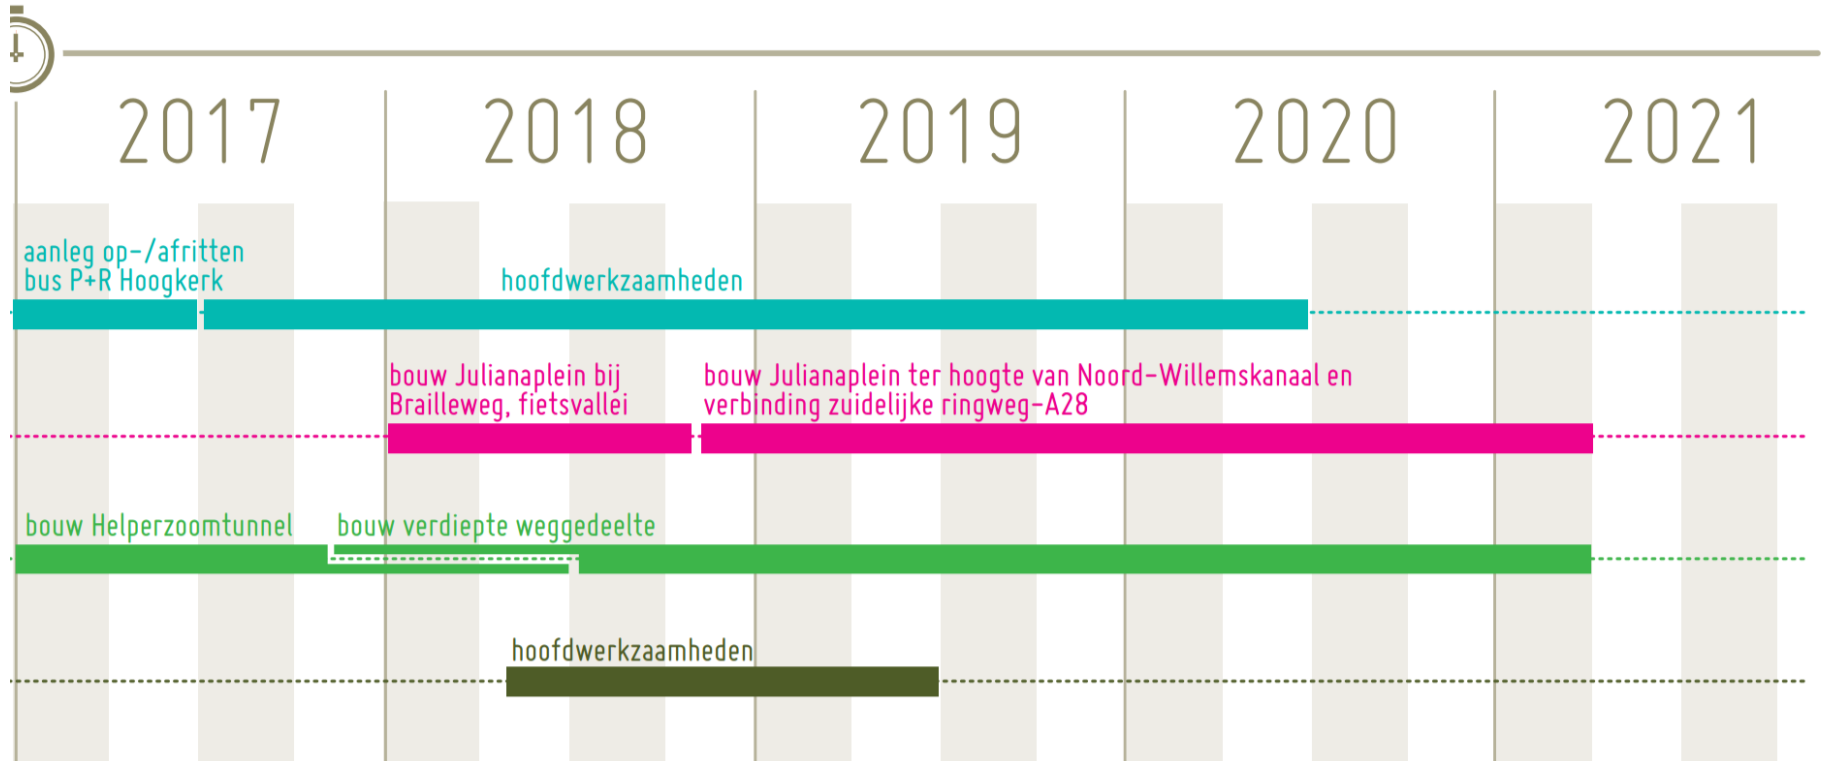 2017 2018 2019 2020 2021
aanleg op-/afritten
bus P+R Hoogkerk
hoofdwerkzaamheden
bouw Julianaplein bij
Brailleweg, fietsvallei
bouw Julianaplein ter hoogte van Noord-Willemskanaal en
verbinding zuidelijke ringweg-A28
bouw Helperzoomtunnel
bouw verdiepte weggedeelte
hoofdwerkzaamheden